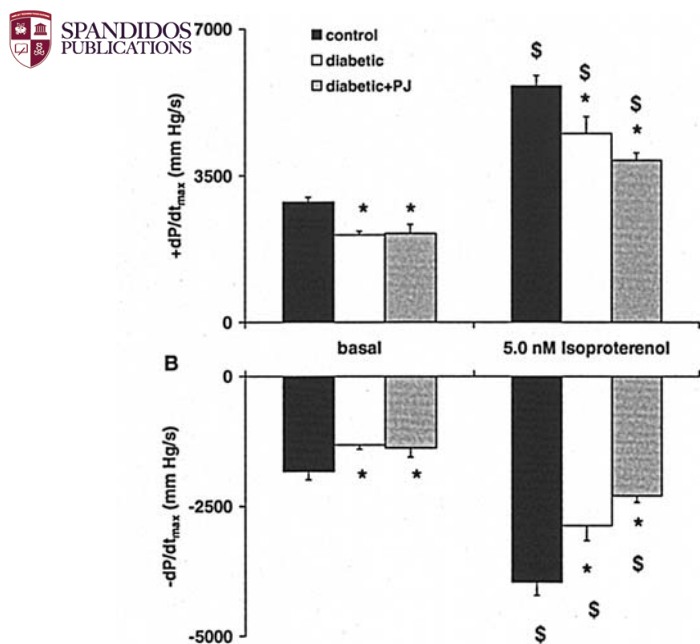 SPANDIDOS
PUBLICATIONS
7000
control
diabetic
diabetic+PJ
$
$
*
$
*
+dP/dtmax (mm Hg/s)
3500
*
*
0
basal
5.0 nM Isoproterenol
B
0
-dP/dtmax (mm Hg/s)
*
*
-2500
*
*
$
$
$
-5000